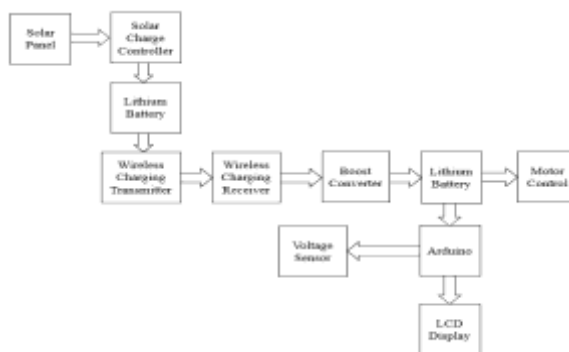 Solar
Panel
Solar
Charge
Controller
Lithium
Battery
Wireless
Charging
Transmitter
Wireless
Charging
Receiver
Boost
Converter
Lithium
Battery
Motor
Control
Voltage
Sensor
Arduino
LCD
Display